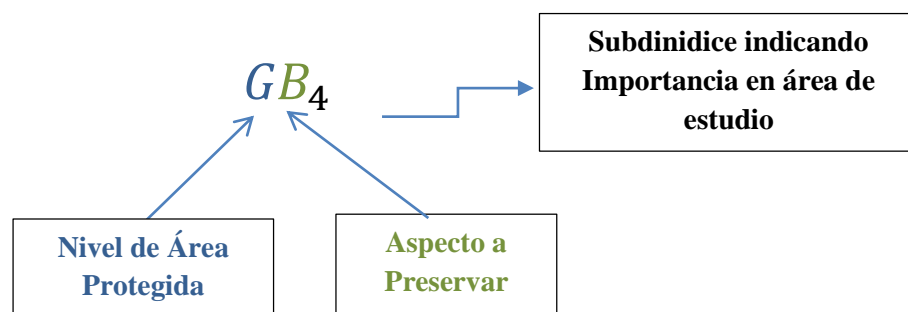 Subdinidice indicando
Importancia en área de
estudio
GB₄
Nivel de Área
Protegida
Aspecto a
Preservar